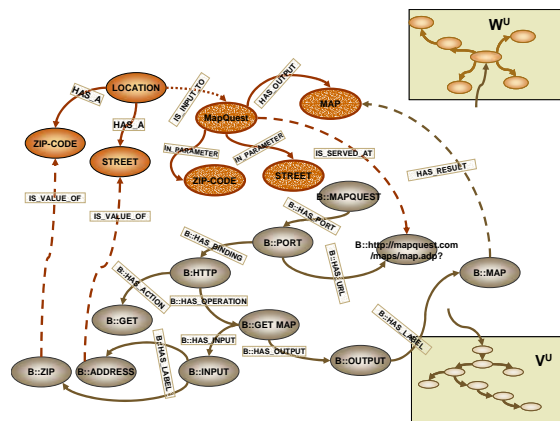 W^U
LOCATION
HAS_A
IS_INPUT-TO
HAS_OUTPUT
MAP
MapQuest
HAS_A
ZIP-CODE
STREET
IN_PARAMETER
IN_PARAMETER
IS_SERVED_AT
ZIP-CODE
STREET
HAS_RESULT
IS_VALUE_OF
IS_VALUE_OF
B::MAPQUEST
B::HAS_PORT
B::HAS_BINDING
B::PORT
B::http://mapquest.com
/maps/map.adp?
B::HAS_URL
B::HTTP
B::MAP
B::HAS_ACTION
B::HAS_OPERATION
B::GET
B::GET MAP
B::HAS_INPUT
B::HAS_OUTPUT
B::HAS_LABEL
B::HAS_LABEL
B::ZIP
B::ADDRESS
B::INPUT
B::OUTPUT
V^U